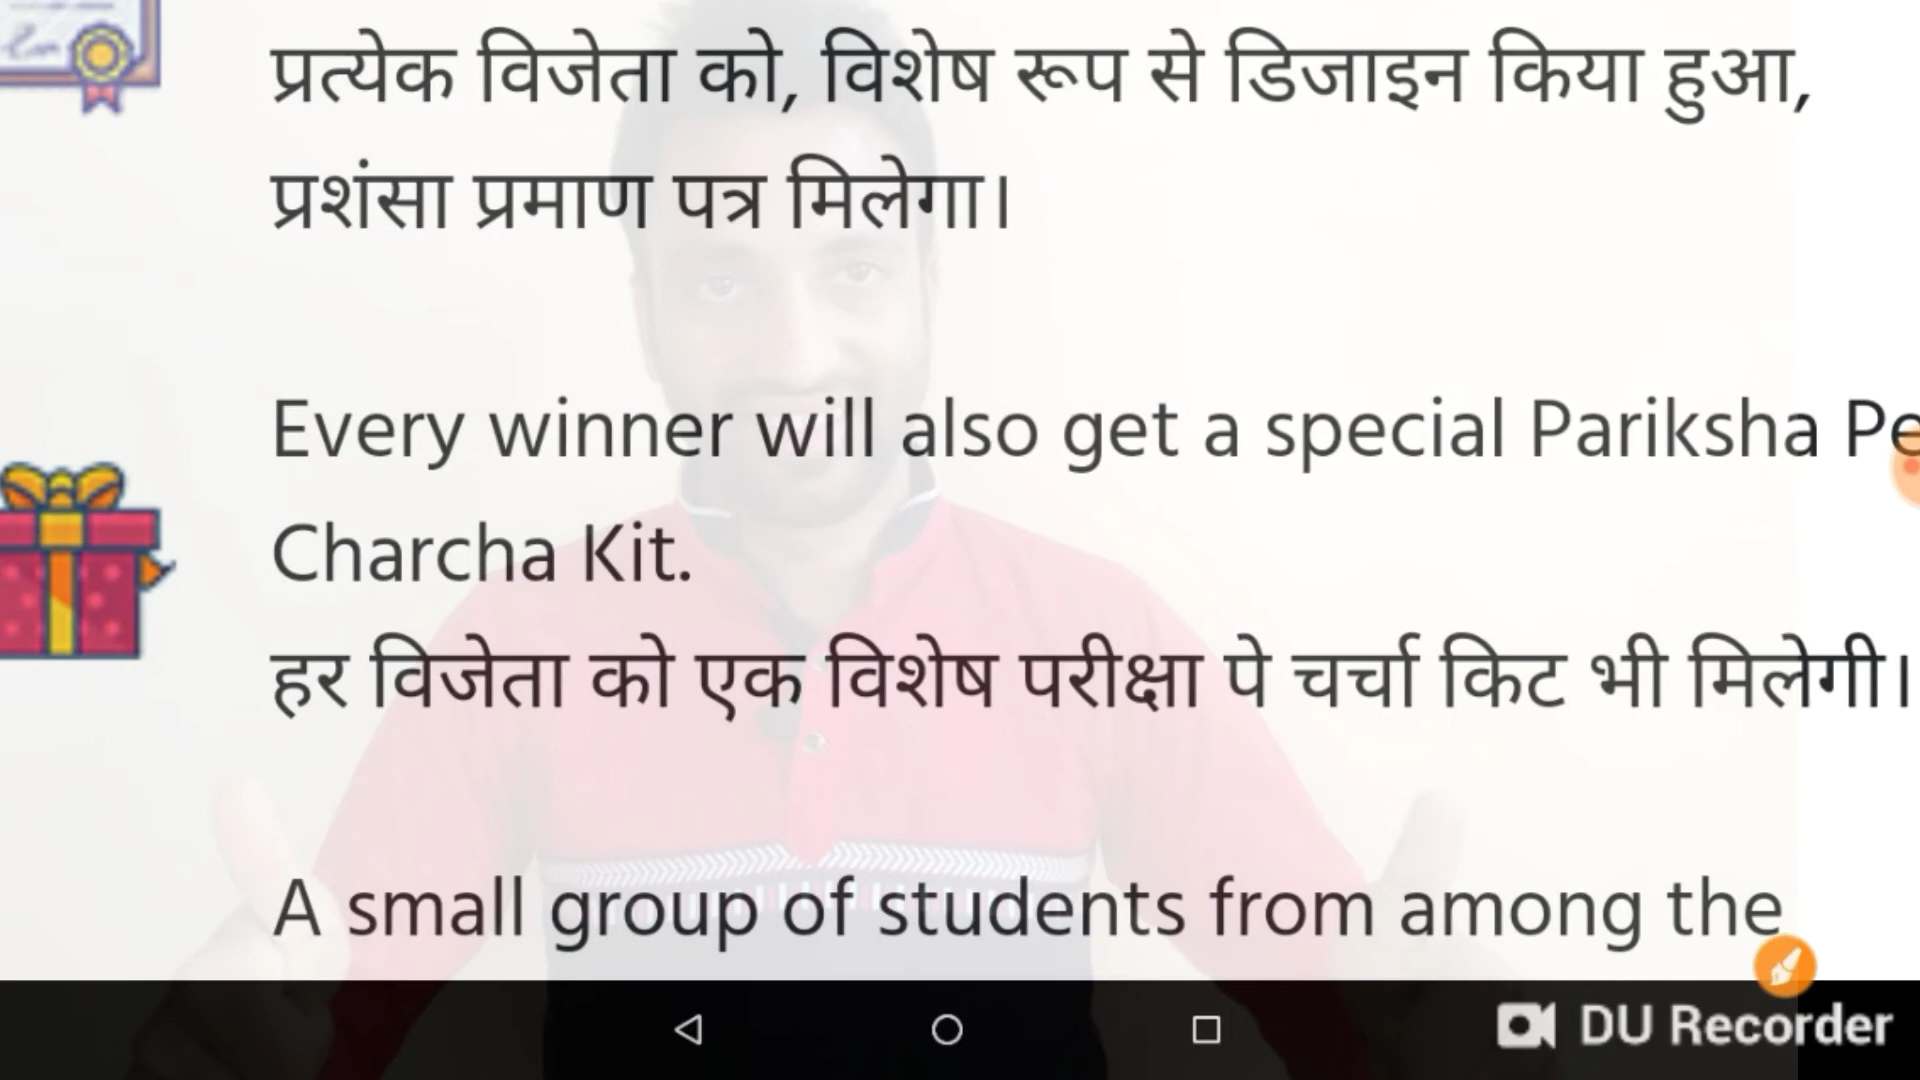 प्रत्येक विजेता को, विशेष रूप से डिजाइन किया हुआ,
प्रशंसा प्रमाण पत्र मिलेगा।
Every winner will also get a special Pariksha Pe
Charcha Kit.
हर विजेता को एक विशेष परीक्षा पे चर्चा किट भी मिलेगी।
A small group of students from among the
DU Recorder